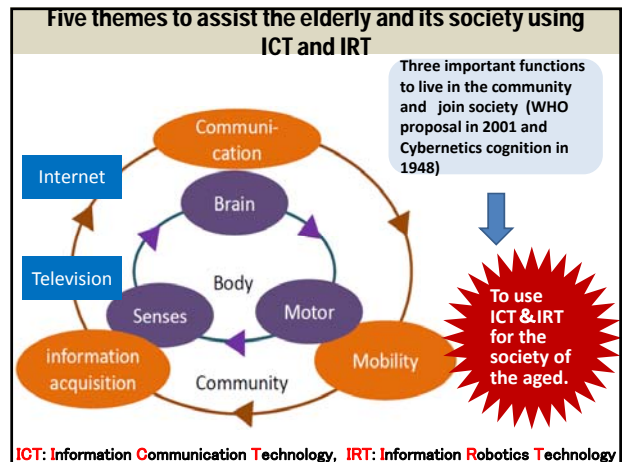 Five themes to assist the elderly and its society using
ICT and IRT
Three important functions
to live in the community
and join society (WHO
proposal in 2001 and
Cybernetics cognition in
1948)
Communi-
cation
Internet
Brain
Television
Body
Senses
Motor
To use
ICT&IRT
for the
society of
the aged.
information
acquisition
Mobility
Community
ICT: Information Communication Technology, IRT: Information Robotics Technology